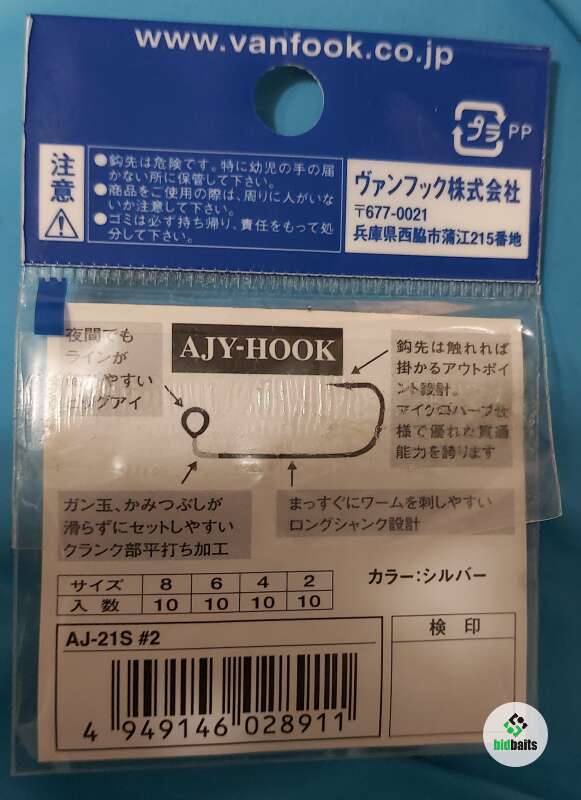 www.vanfook.co.jp
プラ PP
注意
●鈎先は危険です。特に幼児の手の届
かない所に保管して下さい。
●商品をご使用の際は、周りに人がいな
いか注意して下さい。
●ゴミは必ず持ち帰り、責任をもって処
分して下さい。
ヴァンフック株式会社
〒677-0021
兵庫県西脇市蒲江215番地
夜間でも
ラインが
やすい
グアイ
AJY-HOOK
鈎先は触れれば
掛かるアウトポ
イント設計。
マイクロバーブ仕
様で優れた貫通
能力を誇ります
ガン玉、かみつぶしが
滑らずにセットしやすい
クランク部平打ち加工
まっすぐにワームを刺しやすい
ロングシャンク設計
サイズ 8 6 4 2
入数 10 10 10 10
カラー:シルバー
AJ-21S #2
検印
4 949146 028911
bidbaits